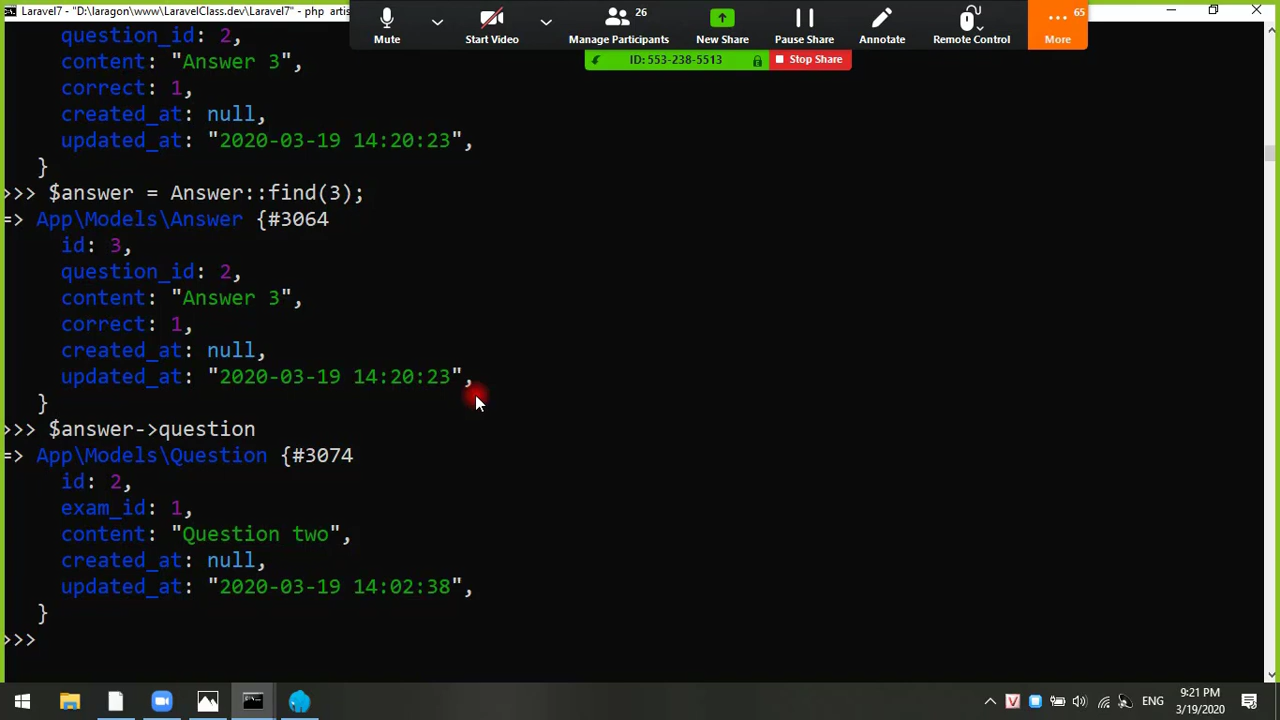 Laravel7 - "D:\laragon\www\LaravelClass.dev\Laravel7" - php artis
Mute
Start Video
26
Manage Participants
New Share
Pause Share
Annotate
Remote Control
65
More
ID: 553-238-5513
Stop Share
question_id: 2,
content: "Answer 3",
correct: 1,
created_at: null,
updated_at: "2020-03-19 14:20:23",
}
>>> $answer = Answer::find(3);
=> App\Models\Answer {#3064
id: 3,
question_id: 2,
content: "Answer 3",
correct: 1,
created_at: null,
updated_at: "2020-03-19 14:20:23",
}
>>> $answer->question
=> App\Models\Question {#3074
id: 2,
exam_id: 1,
content: "Question two",
created_at: null,
updated_at: "2020-03-19 14:02:38",
}
>>>
ENG
9:21 PM
3/19/2020